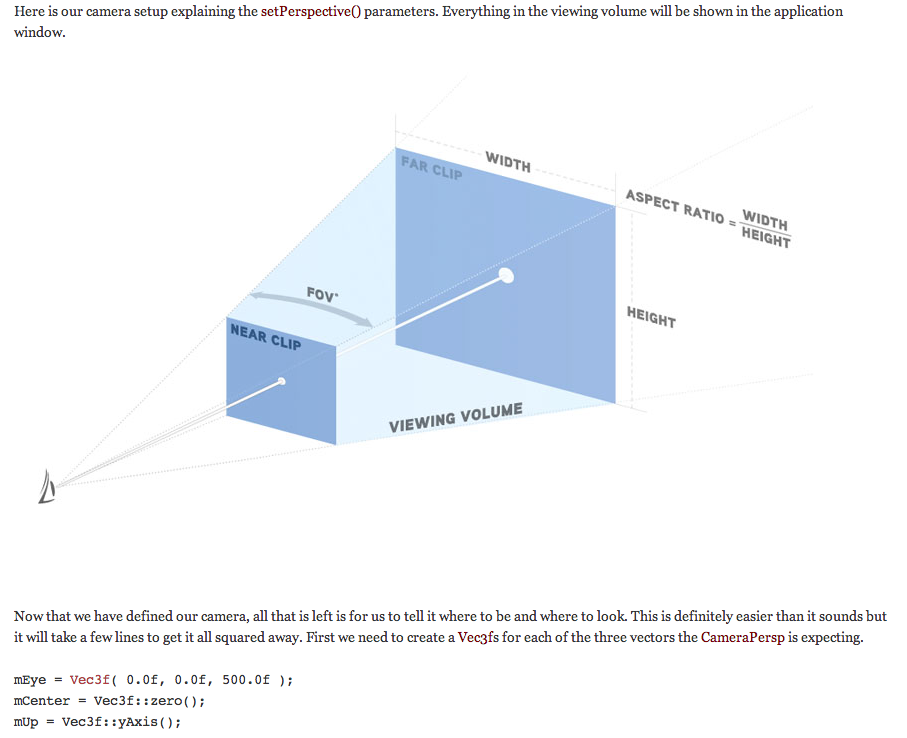 Here is our camera setup explaining the setPerspective() parameters. Everything in the viewing volume will be shown in the application
window.
WIDTH
FAR CLIP
ASPECT RATIO = WIDTH
HEIGHT
FOV°
HEIGHT
NEAR CLIP
VIEWING VOLUME
Now that we have defined our camera, all that is left is for us to tell it where to be and where to look. This is definitely easier than it sounds but
it will take a few lines to get it all squared away. First we need to create a Vec3fs for each of the three vectors the CameraPersp is expecting.
mEye = Vec3f( 0.0f, 0.0f, 500.0f );
mCenter = Vec3f::zero();
mUp = Vec3f::yAxis();